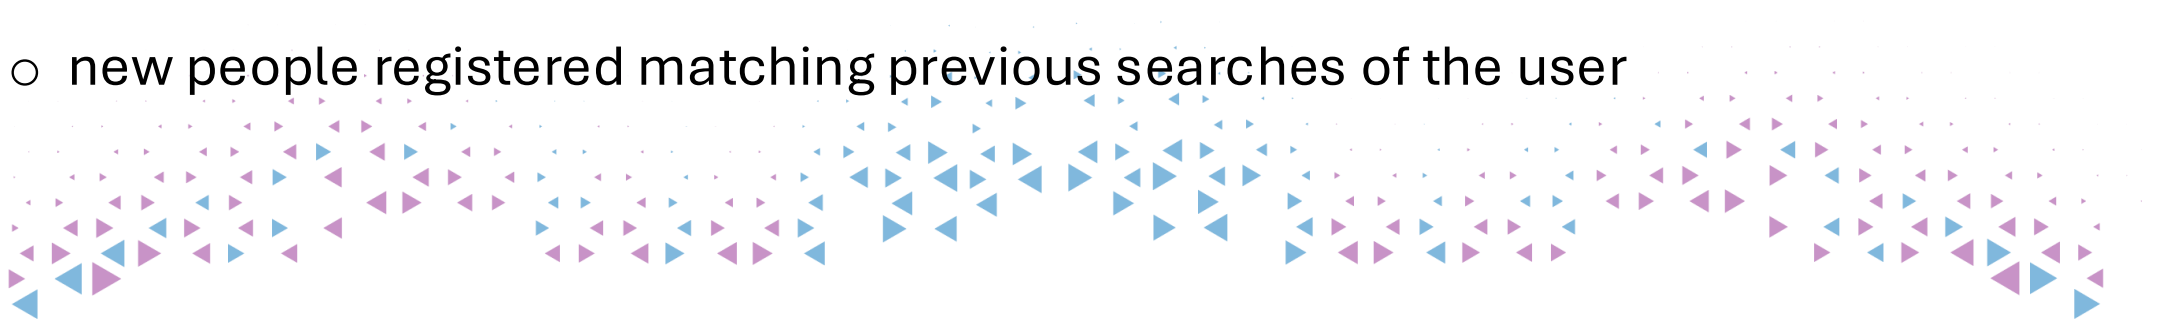 o new people registered matching previous searches of the user